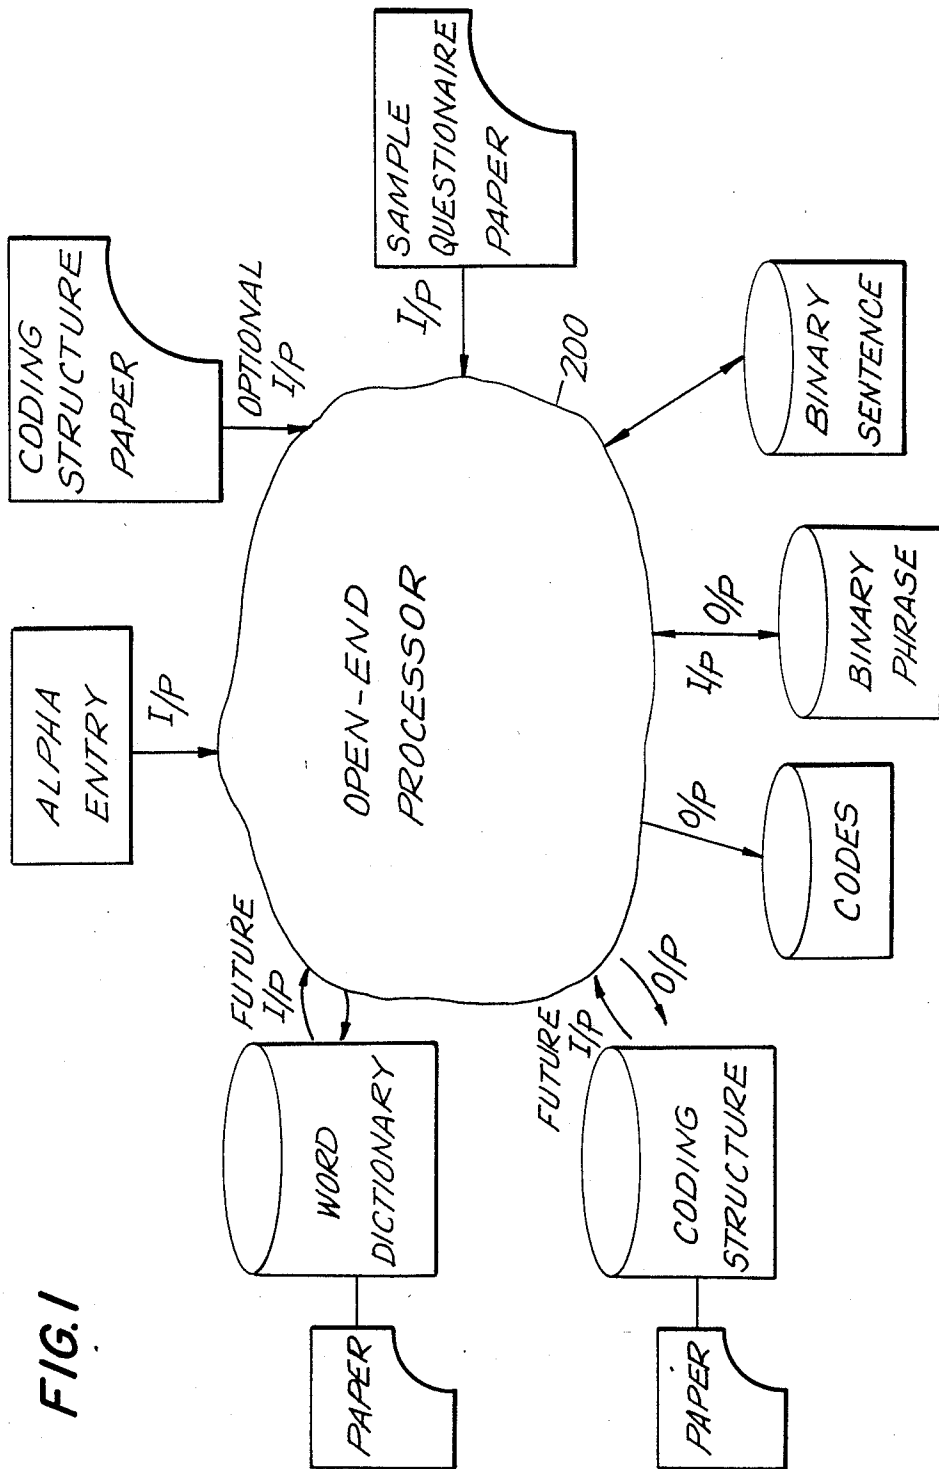 FIG.1
ALPHA
ENTRY
I/P
CODING
STRUCTURE
PAPER
OPTIONAL
I/P
SAMPLE
QUESTIONAIRE
PAPER
I/P
200
OPEN-END
PROCESSOR
FUTURE
I/P
WORD
DICTIONARY
PAPER
FUTURE
I/P
O/P
CODING
STRUCTURE
PAPER
O/P
CODES
I/P
O/P
BINARY
PHRASE
BINARY
SENTENCE